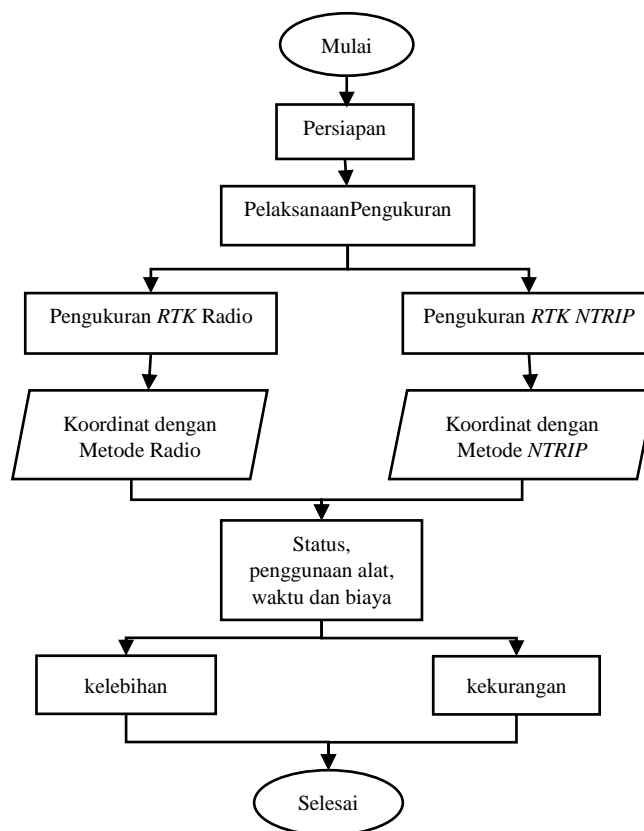 Mulai
Persiapan
PelaksanaanPengukuran
Pengukuran RTK Radio
Pengukuran RTK NTRIP
Koordinat dengan
Metode Radio
Koordinat dengan
Metode NTRIP
Status,
penggunaan alat,
waktu dan biaya
kelebihan
kekurangan
Selesai